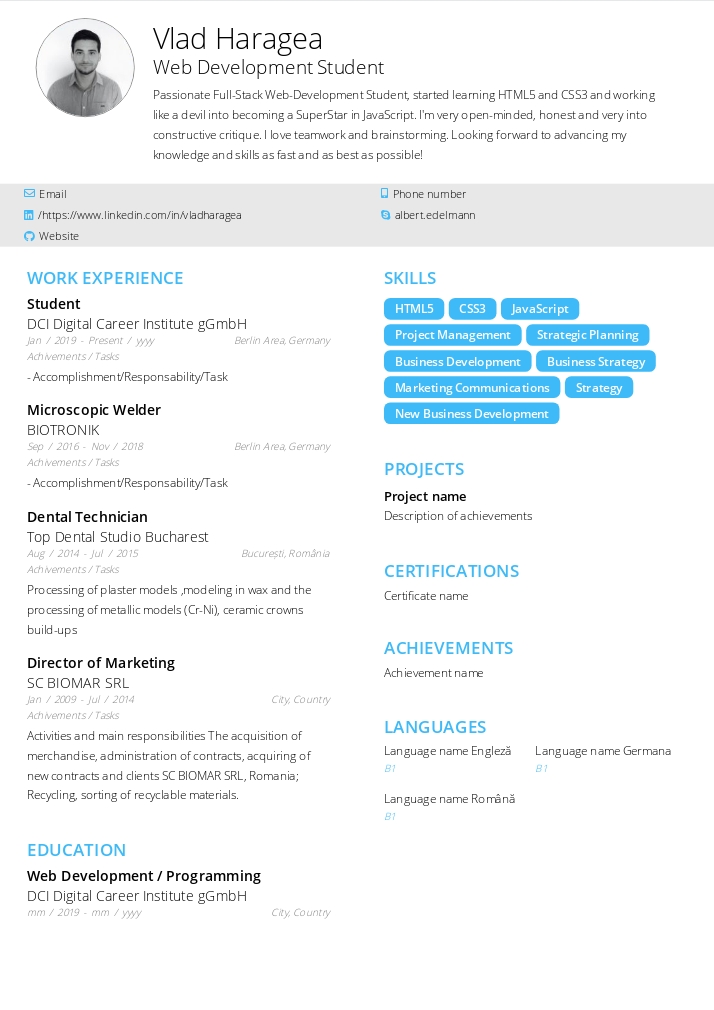 Vlad Haragea
Web Development Student
Passionate Full-Stack Web-Development Student, started learning HTML5 and CSS3 and working
like a devil into becoming a SuperStar in JavaScript. I'm very open-minded, honest and very into
constructive critique. I love teamwork and brainstorming. Looking forward to advancing my
knowledge and skills as fast and as best as possible!
Email
Phone number
/https://www.linkedin.com/in/vladharagea
albert.edelmann
Website
WORK EXPERIENCE
Student
DCI Digital Career Institute gGmbH
Jan / 2019 - Present / yyyy Berlin Area, Germany
Achivements / Tasks
- Accomplishment/Responsability/Task
Microscopic Welder
BIOTRONIK
Sep / 2016 - Nov / 2018 Berlin Area, Germany
Achivements / Tasks
- Accomplishment/Responsability/Task
Dental Technician
Top Dental Studio Bucharest
Aug / 2014 - Jul / 2015 București, România
Achivements / Tasks
Processing of plaster models ,modeling in wax and the
processing of metallic models (Cr-Ni), ceramic crowns
build-ups
Director of Marketing
SC BIOMAR SRL
Jan / 2009 - Jul / 2014 City, Country
Achivements / Tasks
Activities and main responsibilities The acquisition of
merchandise, administration of contracts, acquiring of
new contracts and clients SC BIOMAR SRL, Romania;
Recycling, sorting of recyclable materials.
EDUCATION
Web Development / Programming
DCI Digital Career Institute gGmbH
mm / 2019 - mm / yyyy City, Country
SKILLS
HTML5 CSS3 JavaScript
Project Management Strategic Planning
Business Development Business Strategy
Marketing Communications Strategy
New Business Development
PROJECTS
Project name
Description of achievements
CERTIFICATIONS
Certificate name
ACHIEVEMENTS
Achievement name
LANGUAGES
Language name Engleză Language name Germana
B1 B1
Language name Română
B1